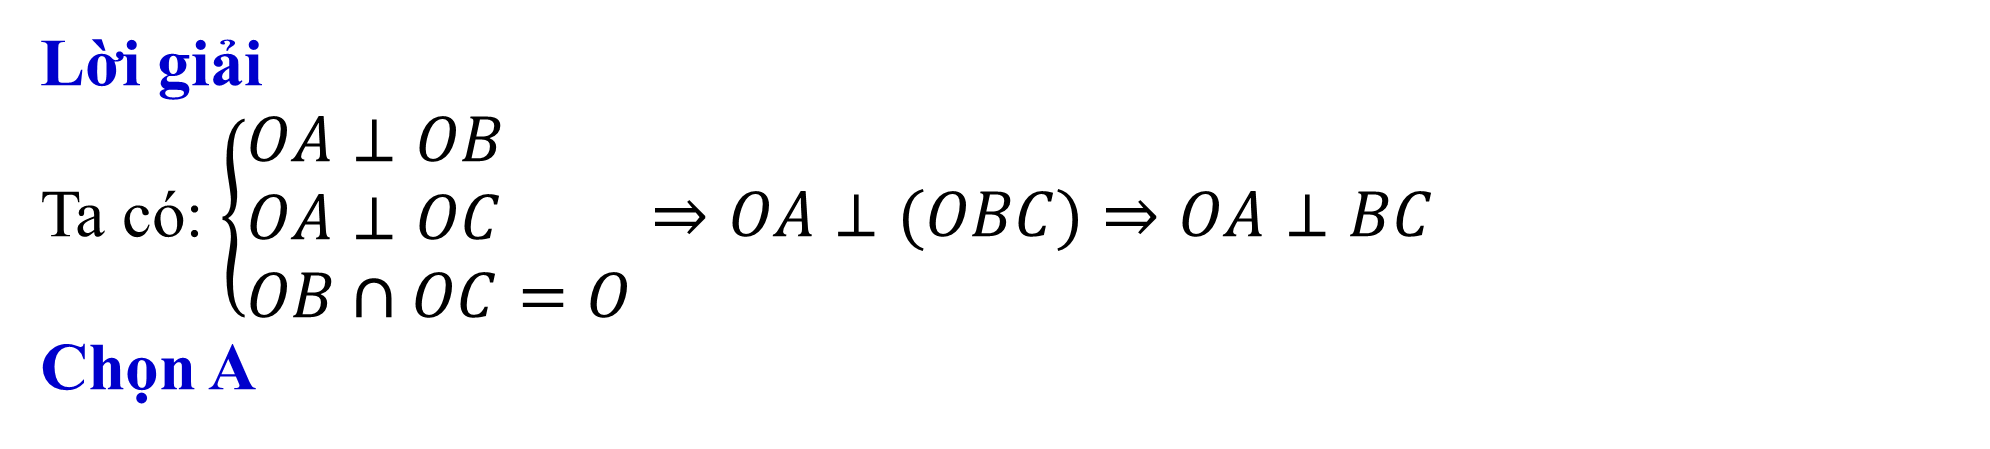 Lời giải
Ta có: {OA ⊥ OB
OA ⊥ OC
OB ∩ OC = O ⇒ OA ⊥ (OBC) ⇒ OA ⊥ BC
Chọn A